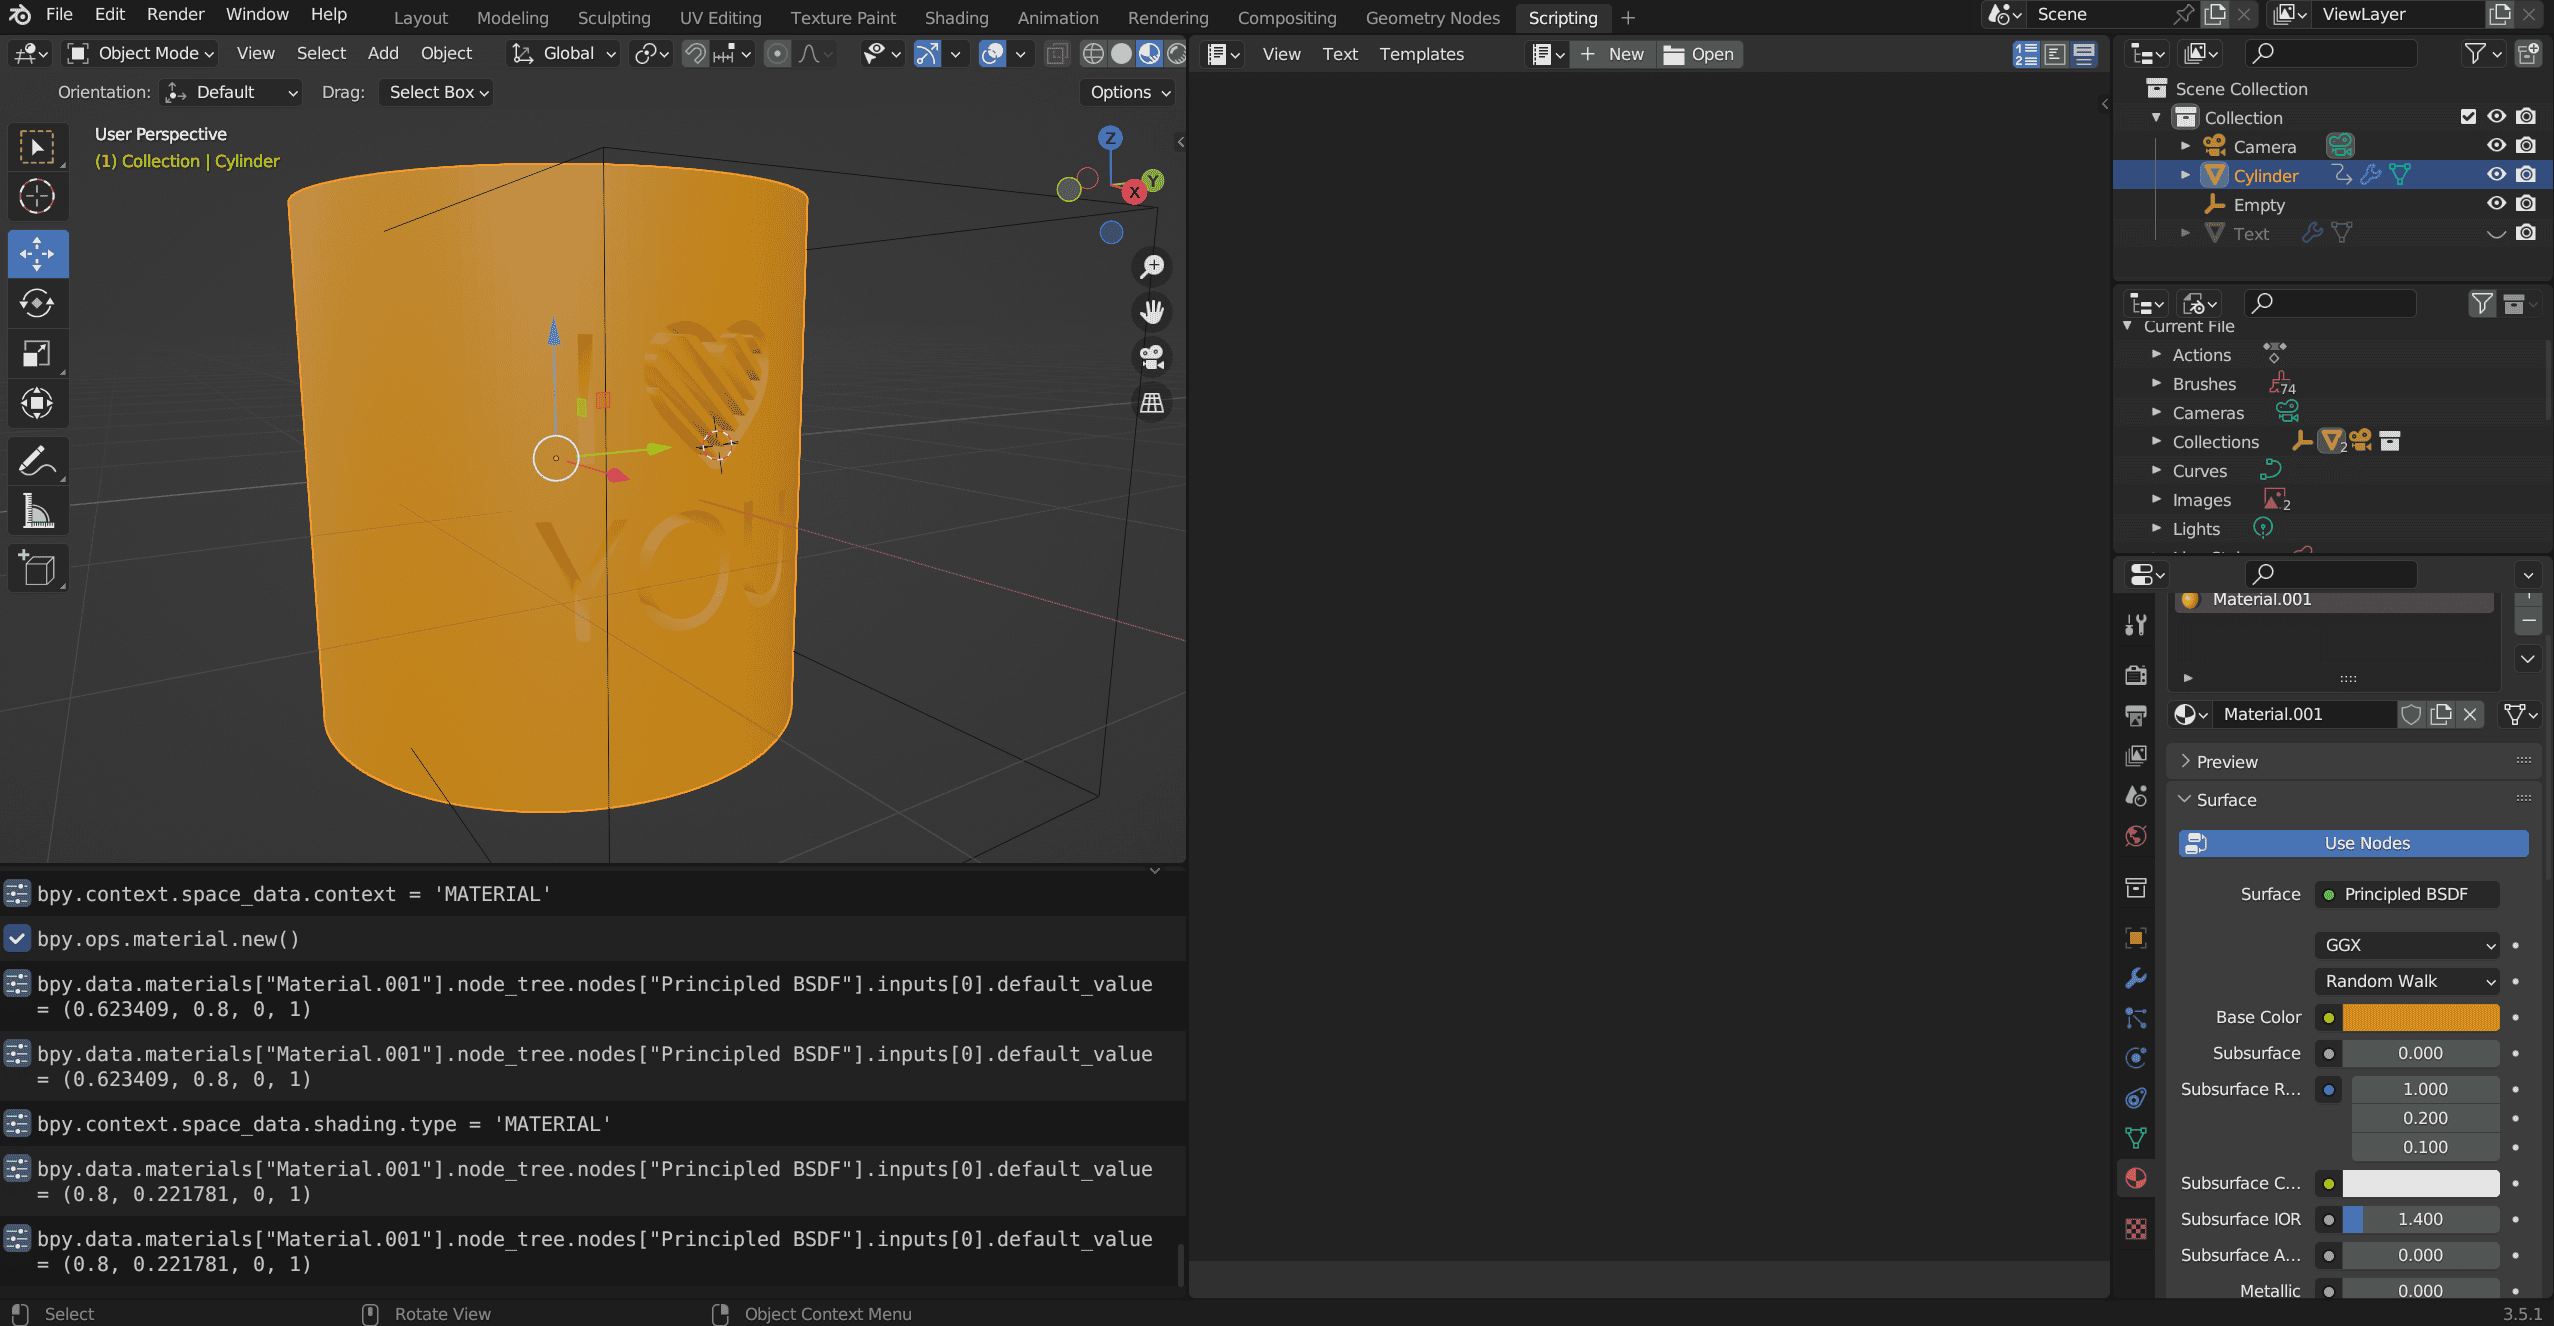 File Edit Render Window Help
Layout Modeling Sculpting UV Editing Texture Paint Shading Animation Rendering Compositing Geometry Nodes Scripting +
Scene
ViewLayer
Object Mode View Select Add Object Global
Orientation: Default Drag: Select Box Options
User Perspective
(1) Collection | Cylinder
Z
Y
X
I
YOU
View Text Templates
+ New Open
Scene Collection
Collection
Camera
Cylinder
Empty
Text
Current File
Actions
Brushes 74
Cameras
Collections 2
Curves
Images 2
Lights
Material.001
Material.001
Preview
Surface
Use Nodes
Surface Principled BSDF
GGX
Random Walk
Base Color
Subsurface 0.000
Subsurface R... 1.000
0.200
0.100
Subsurface C...
Subsurface IOR 1.400
Subsurface A... 0.000
Metallic 0.000
bpy.context.space_data.context = 'MATERIAL'
bpy.ops.material.new()
bpy.data.materials["Material.001"].node_tree.nodes["Principled BSDF"].inputs[0].default_value
= (0.623409, 0.8, 0, 1)
bpy.data.materials["Material.001"].node_tree.nodes["Principled BSDF"].inputs[0].default_value
= (0.623409, 0.8, 0, 1)
bpy.context.space_data.shading.type = 'MATERIAL'
bpy.data.materials["Material.001"].node_tree.nodes["Principled BSDF"].inputs[0].default_value
= (0.8, 0.221781, 0, 1)
bpy.data.materials["Material.001"].node_tree.nodes["Principled BSDF"].inputs[0].default_value
= (0.8, 0.221781, 0, 1)
Select
Rotate View
Object Context Menu
3.5.1